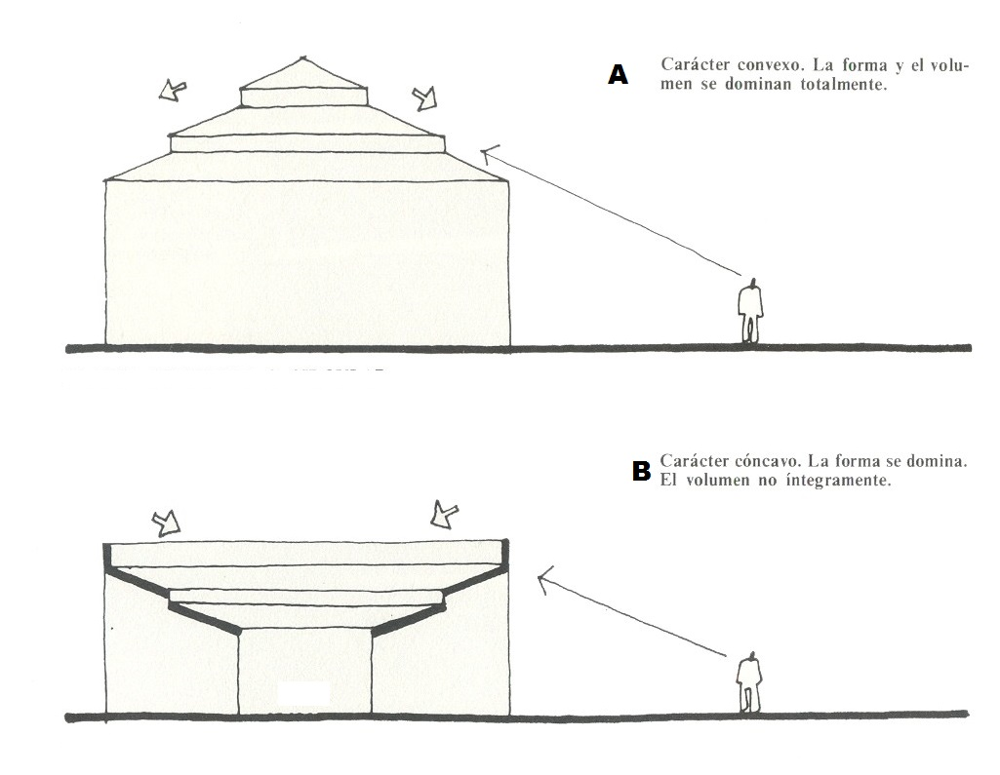 A
Carácter convexo. La forma y el volu-
men se dominan totalmente.
B
Carácter cóncavo. La forma se domina.
El volumen no íntegramente.